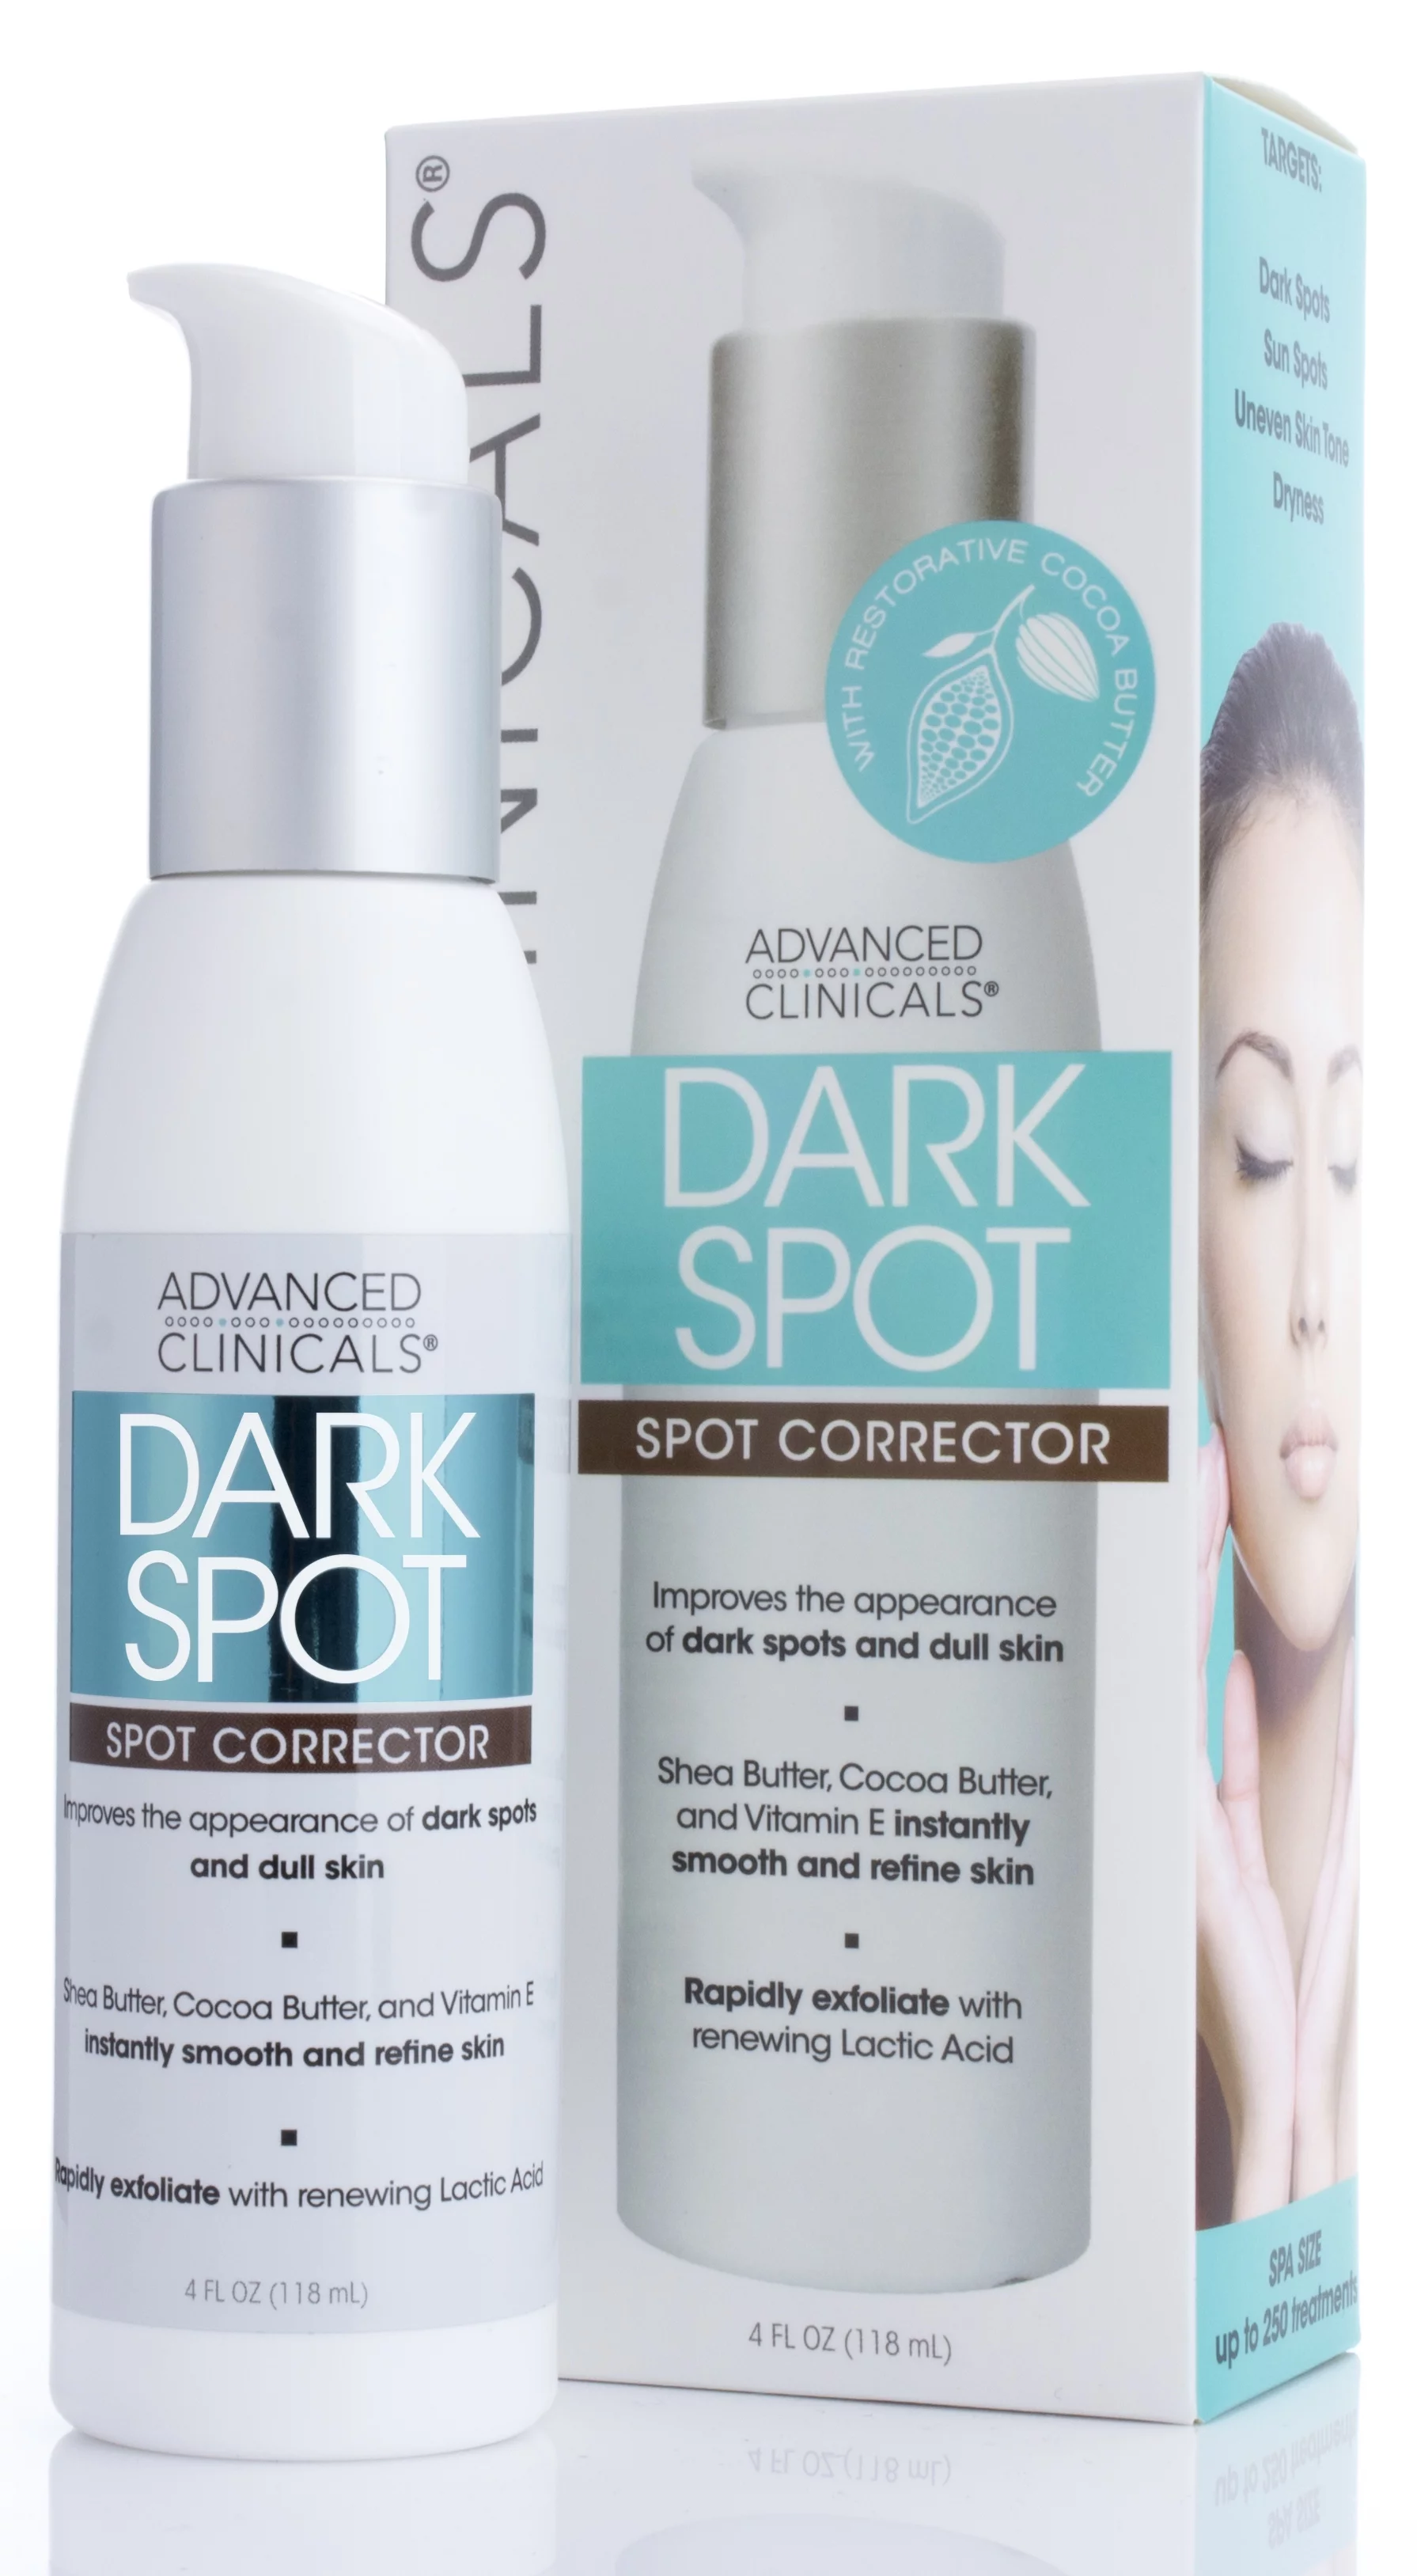 ADVANCED
CLINICALS®
DARK
SPOT
SPOT CORRECTOR
Improves the appearance of dark spots
and dull skin
Shea Butter, Cocoa Butter, and Vitamin E
instantly smooth and refine skin
Rapidly exfoliate with renewing Lactic Acid
4 FL OZ (118 mL)
WITH RESTORATIVE COCOA BUTTER
ADVANCED
CLINICALS®
DARK
SPOT
SPOT CORRECTOR
Improves the appearance
of dark spots and dull skin
Shea Butter, Cocoa Butter,
and Vitamin E instantly
smooth and refine skin
Rapidly exfoliate with
renewing Lactic Acid
4 FL OZ (118 mL)
TARGETS:
Dark Spots
Sun Spots
Uneven Skin Tone
Dryness
SPA SIZE
up to 250 treatments